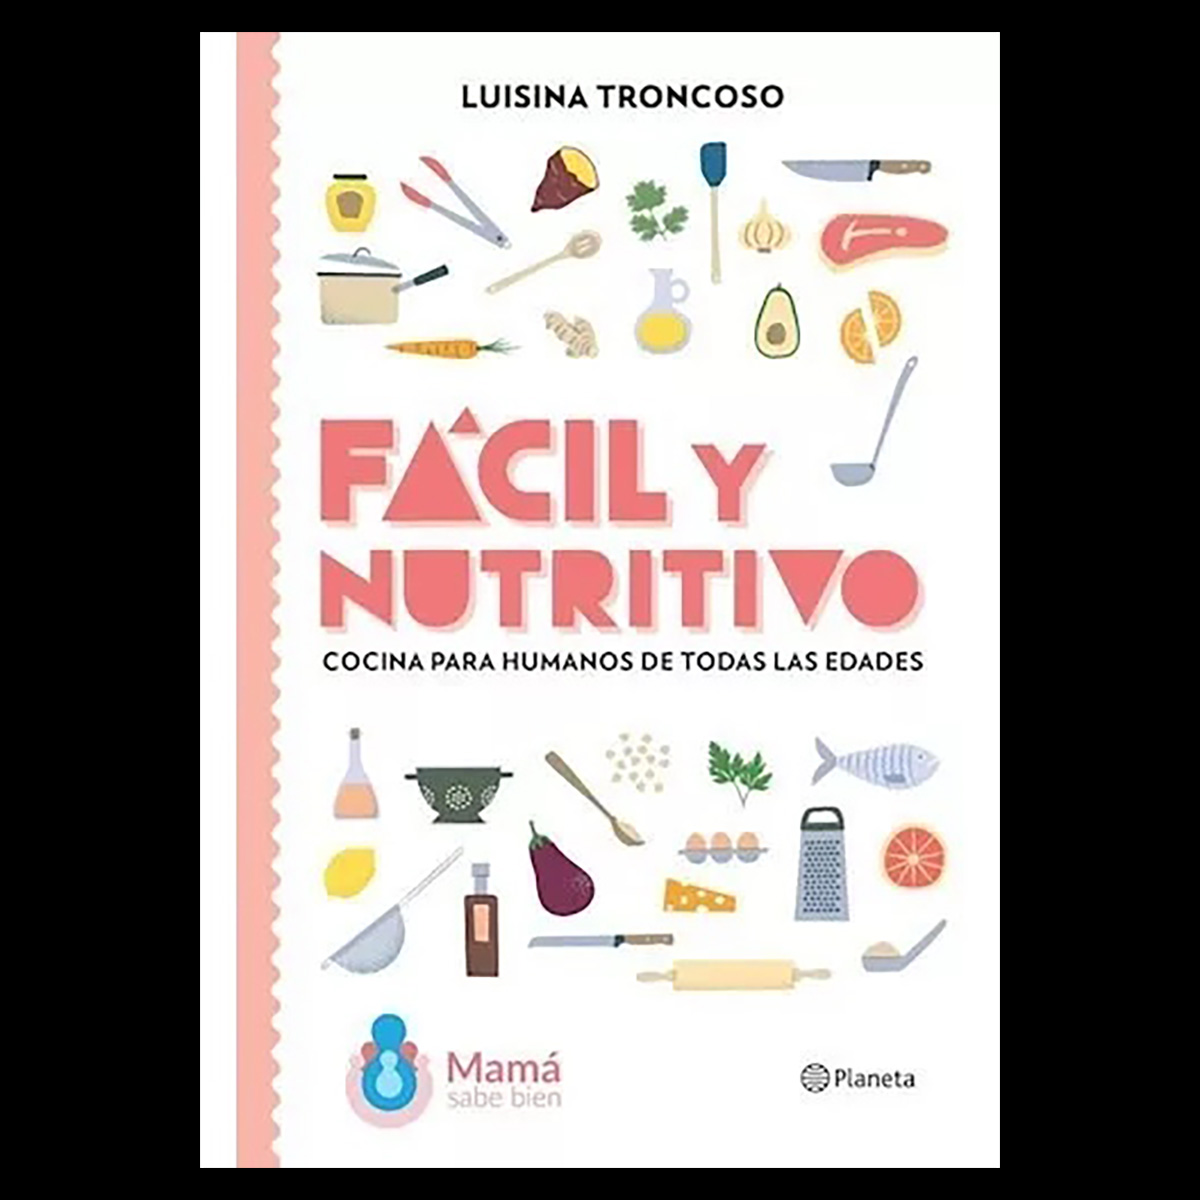 LUISINA TRONCOSO
FÁCIL Y
NUTRITIVO
COCINA PARA HUMANOS DE TODAS LAS EDADES
Mamá
sabe bien
Planeta